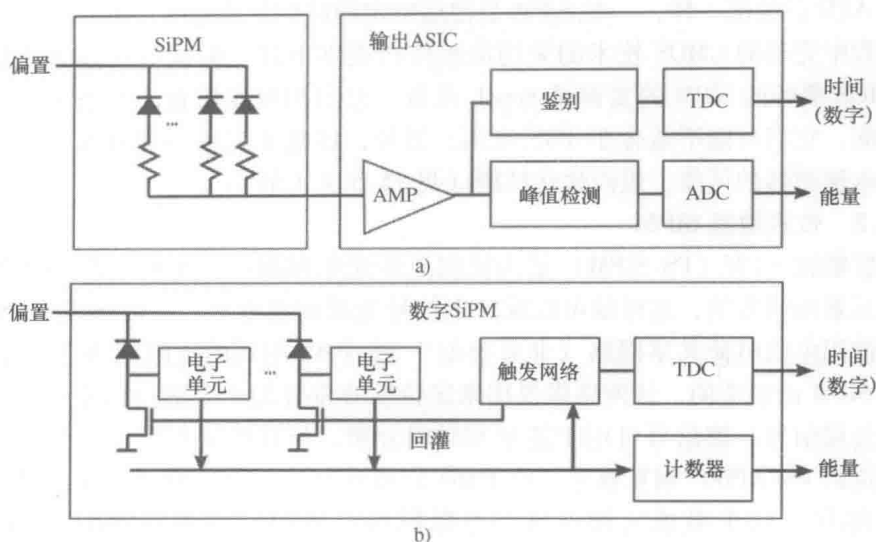 SiPM
输出ASIC
偏置
...
鉴别
TDC
时间
(数字)
AMP
峰值检测
ADC
能量
a)
数字SiPM
偏置
电子
单元
...
电子
单元
触发网络
TDC
时间
(数字)
回灌
计数器
能量
b)